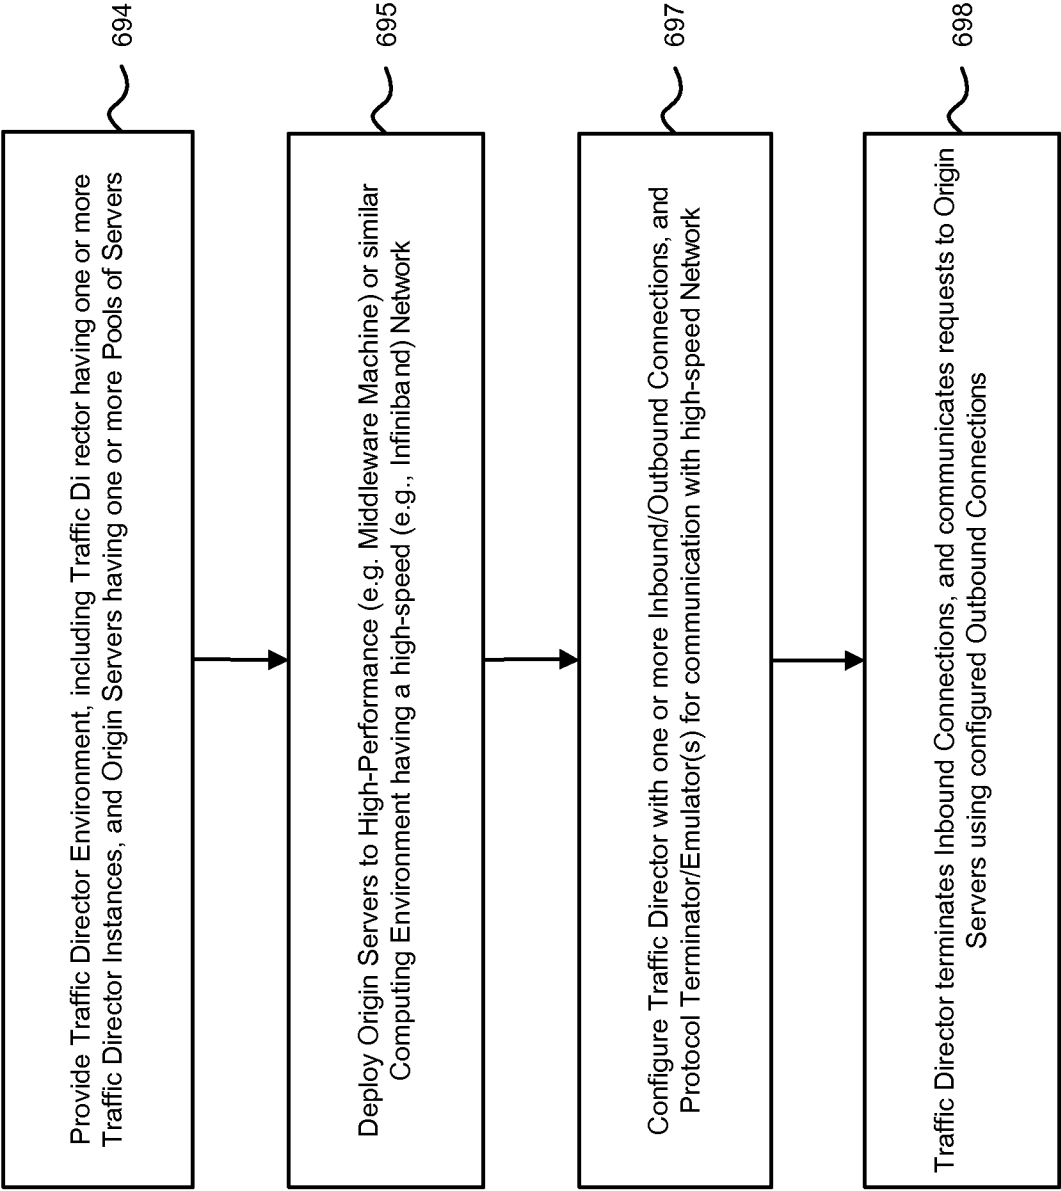 Provide Traffic Director Environment, including Traffic Di rector having one or more
Traffic Director Instances, and Origin Servers having one or more Pools of Servers
694
Deploy Origin Servers to High-Performance (e.g. Middleware Machine) or similar
Computing Environment having a high-speed (e.g., Infiniband) Network
695
Configure Traffic Director with one or more Inbound/Outbound Connections, and
Protocol Terminator/Emulator(s) for communication with high-speed Network
697
Traffic Director terminates Inbound Connections, and communicates requests to Origin
Servers using configured Outbound Connections
698